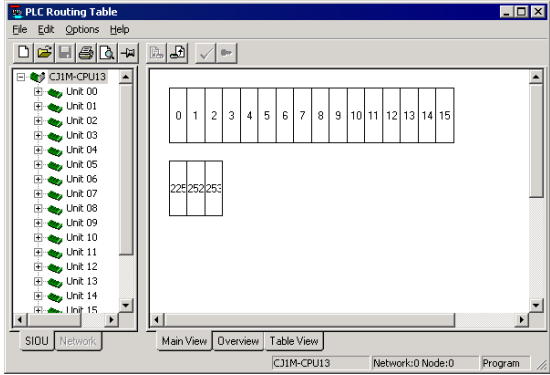 PLC Routing Table
File Edit Options Help
CJ1M-CPU13
Unit 00
Unit 01
Unit 02
Unit 03
Unit 04
Unit 05
Unit 06
Unit 07
Unit 08
Unit 09
Unit 10
Unit 11
Unit 12
Unit 13
Unit 14
Unit 15
0 1 2 3 4 5 6 7 8 9 10 11 12 13 14 15
225 252 253
SIOU Network
Main View Overview Table View
CJ1M-CPU13 Network:0 Node:0 Program